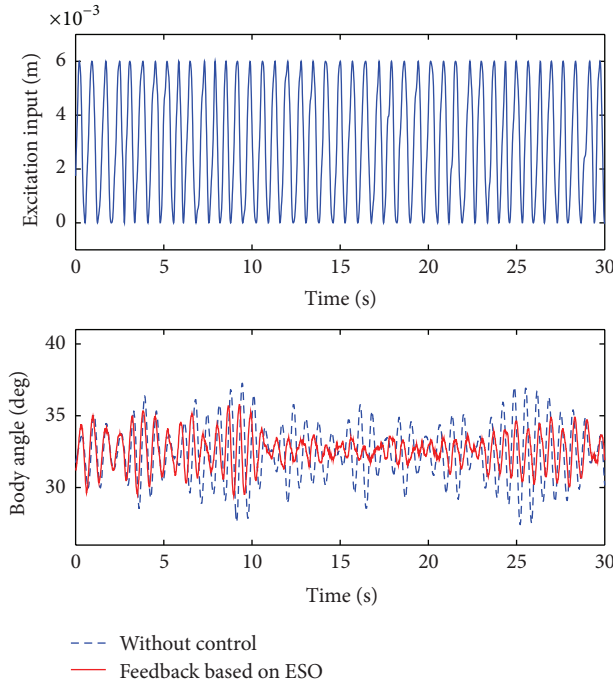 ×10⁻³
6
4
2
0
Excitation input (m)
0 5 10 15 20 25 30
Time (s)
40
35
30
Body angle (deg)
0 5 10 15 20 25 30
Time (s)
Without control
Feedback based on ESO